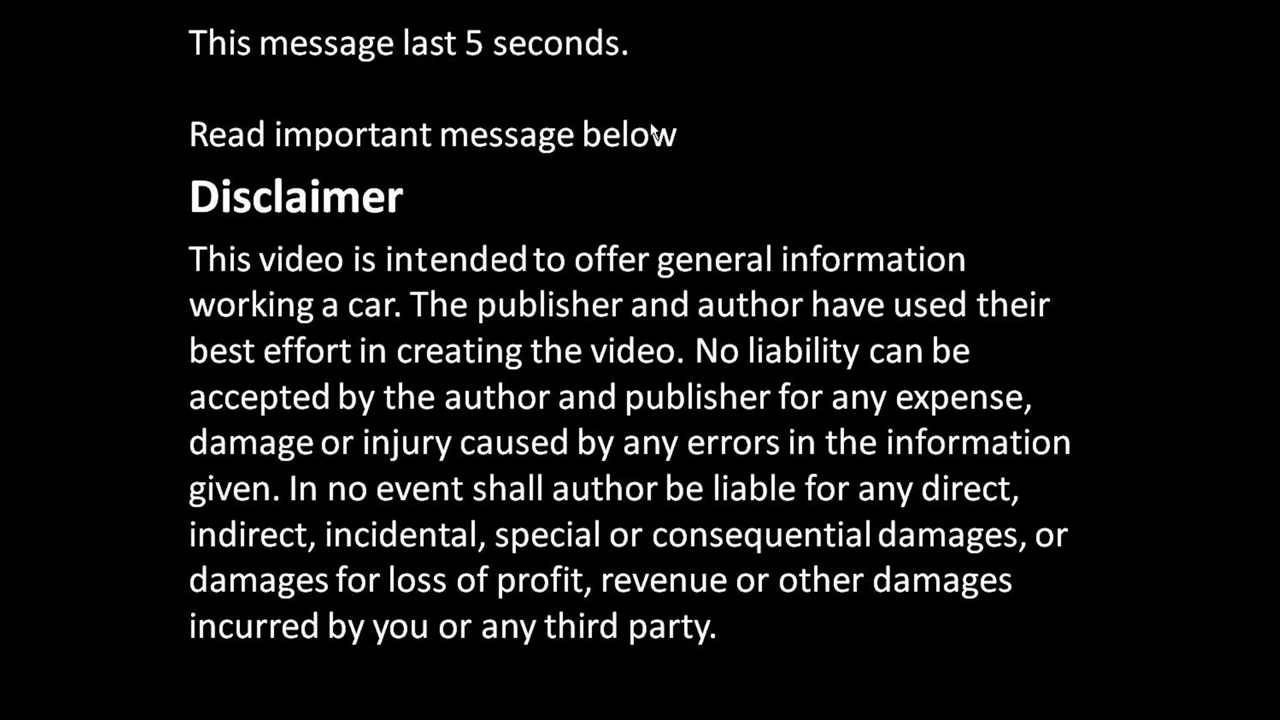 This message last 5 seconds.
Read important message below
Disclaimer
This video is intended to offer general information
working a car. The publisher and author have used their
best effort in creating the video. No liability can be
accepted by the author and publisher for any expense,
damage or injury caused by any errors in the information
given. In no event shall author be liable for any direct,
indirect, incidental, special or consequential damages, or
damages for loss of profit, revenue or other damages
incurred by you or any third party.